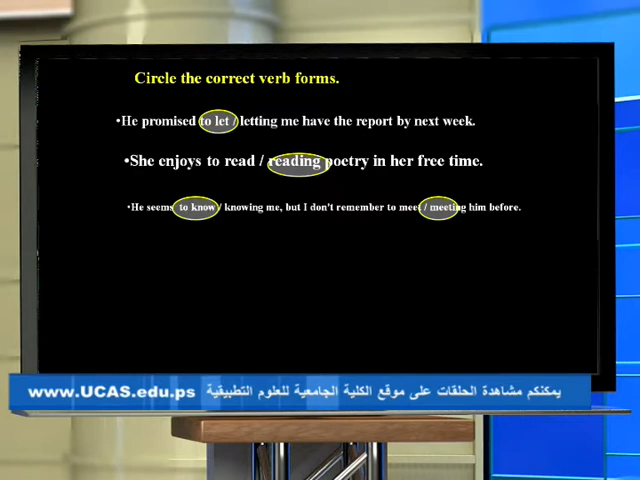 Circle the correct verb forms.
•He promised to let / letting me have the report by next week.
•She enjoys to read / reading poetry in her free time.
•He seems to know / knowing me, but I don't remember to meet / meeting him before.
www.UCAS.edu.ps يمكنكم مشاهدة الحلقات على موقع الكلية الجامعية للعلوم التطبيقية